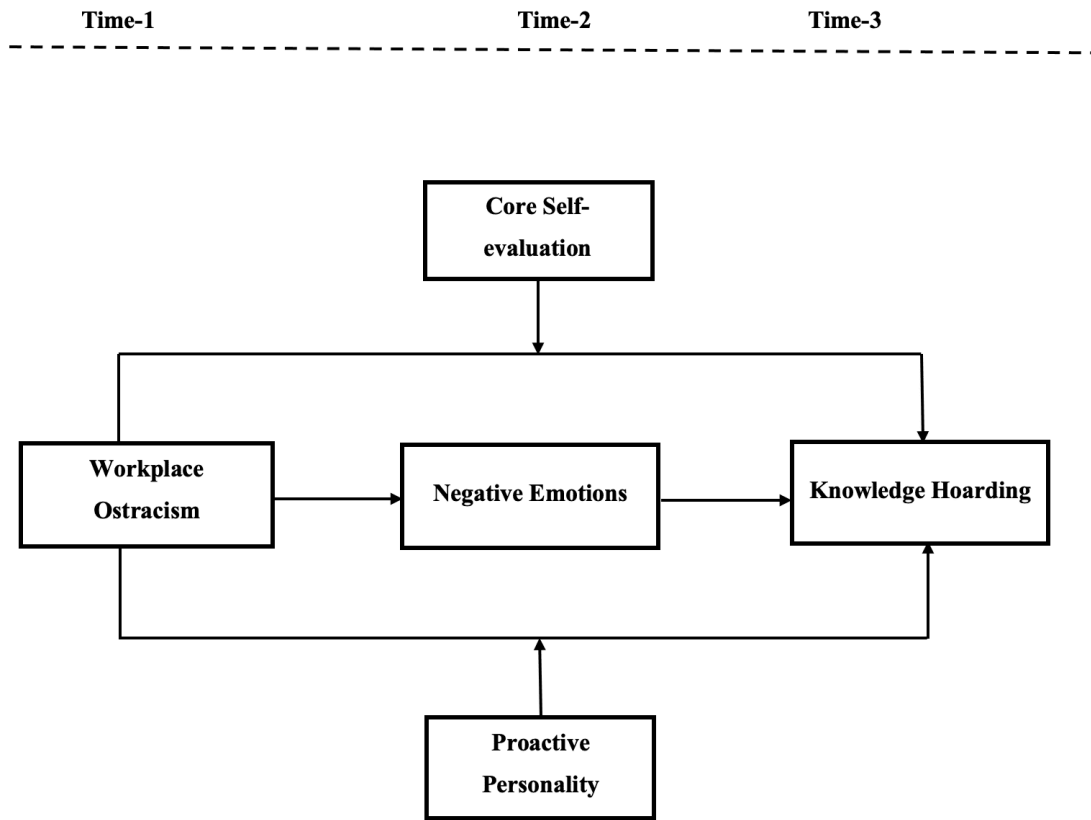 Time-1 Time-2 Time-3
Core Self-
evaluation
Workplace
Ostracism
Negative Emotions
Knowledge Hoarding
Proactive
Personality